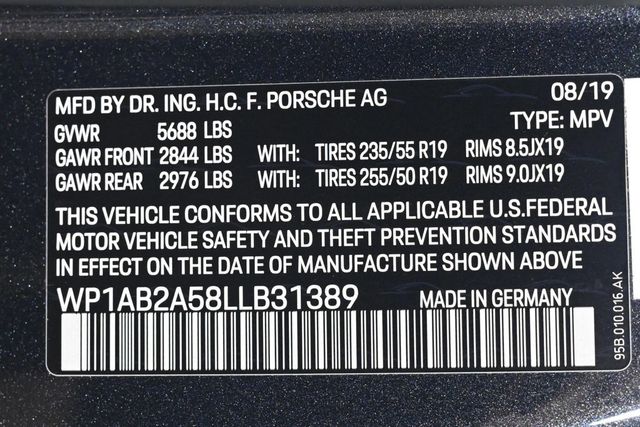 MFD BY DR. ING. H.C. F. PORSCHE AG 08/19
GVWR 5688 LBS TYPE: MPV
GAWR FRONT 2844 LBS WITH: TIRES 235/55 R19 RIMS 8.5JX19
GAWR REAR 2976 LBS WITH: TIRES 255/50 R19 RIMS 9.0JX19
THIS VEHICLE CONFORMS TO ALL APPLICABLE U.S.FEDERAL
MOTOR VEHICLE SAFETY AND THEFT PREVENTION STANDARDS
IN EFFECT ON THE DATE OF MANUFACTURE SHOWN ABOVE
WP1AB2A58LLB31389 MADE IN GERMANY
95B.010.016.AK